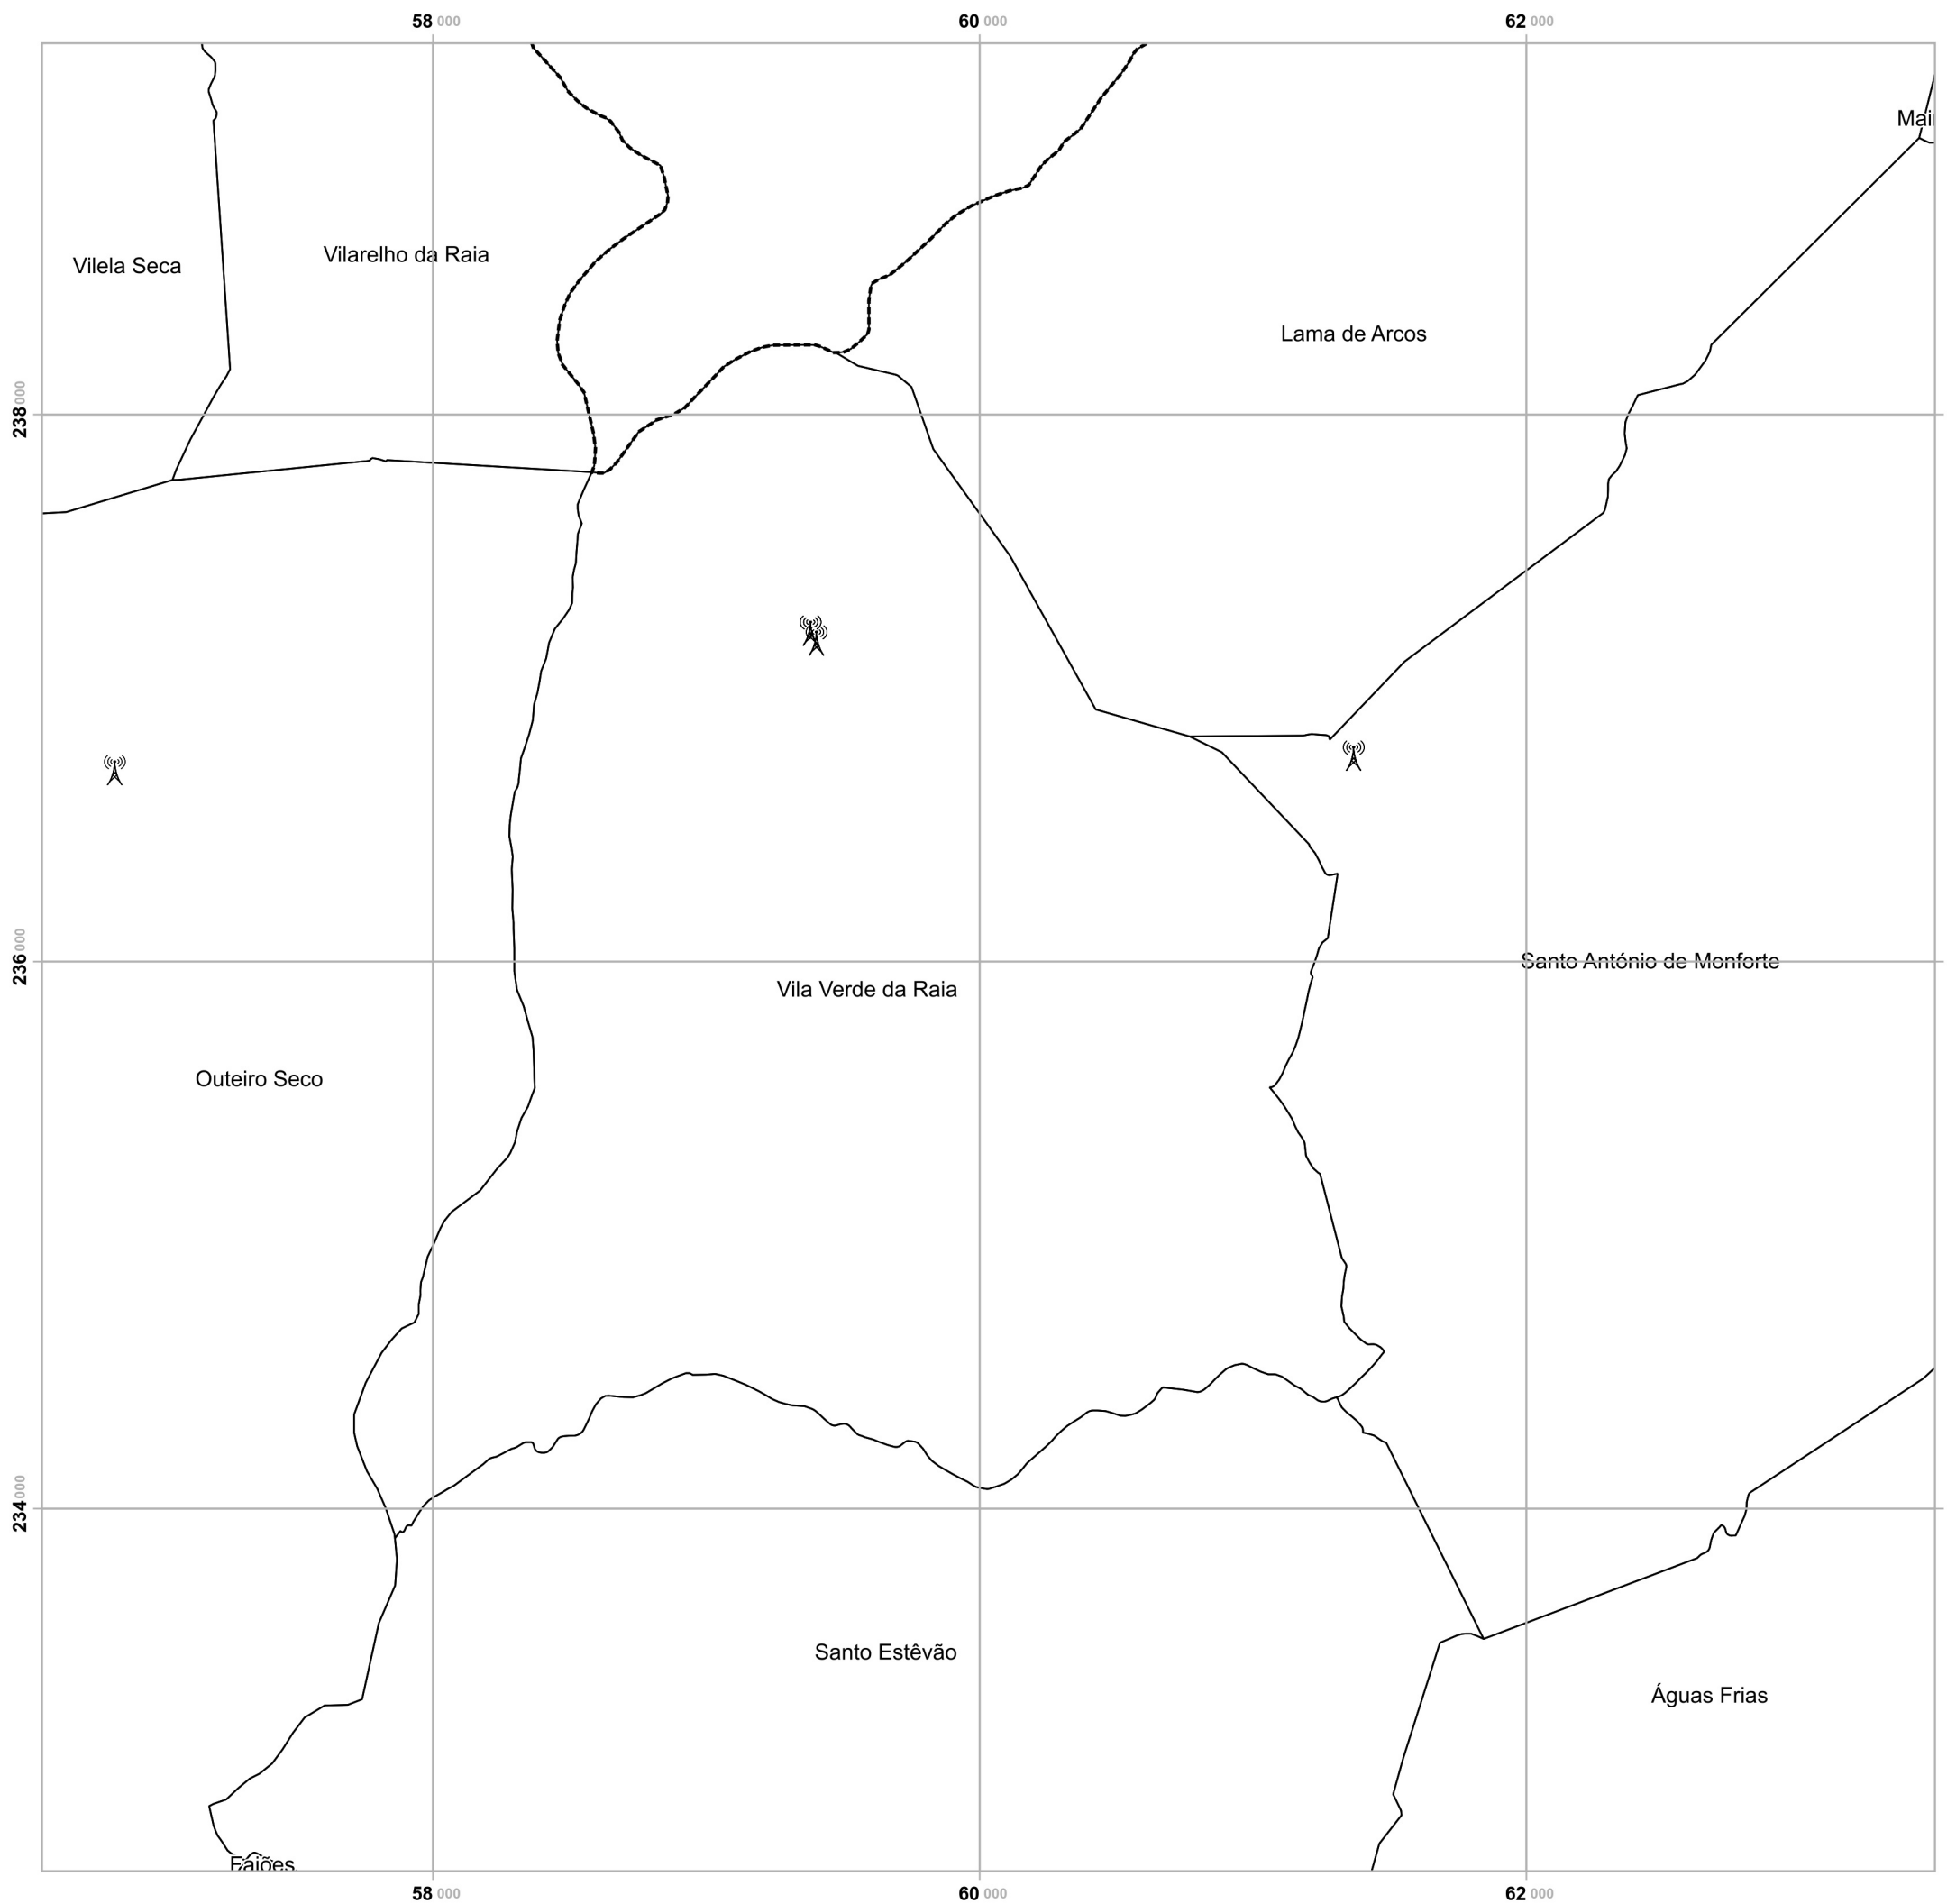 58 000 60 000 62 000
Mai
Vilarelho da Raia
Vilela Seca
Lama de Arcos
238 000
236 000
Santo António de Monforte
Vila Verde da Raia
Outeiro Seco
234 000
Santo Estêvão
Águas Frias
Faiões
58 000 60 000 62 000